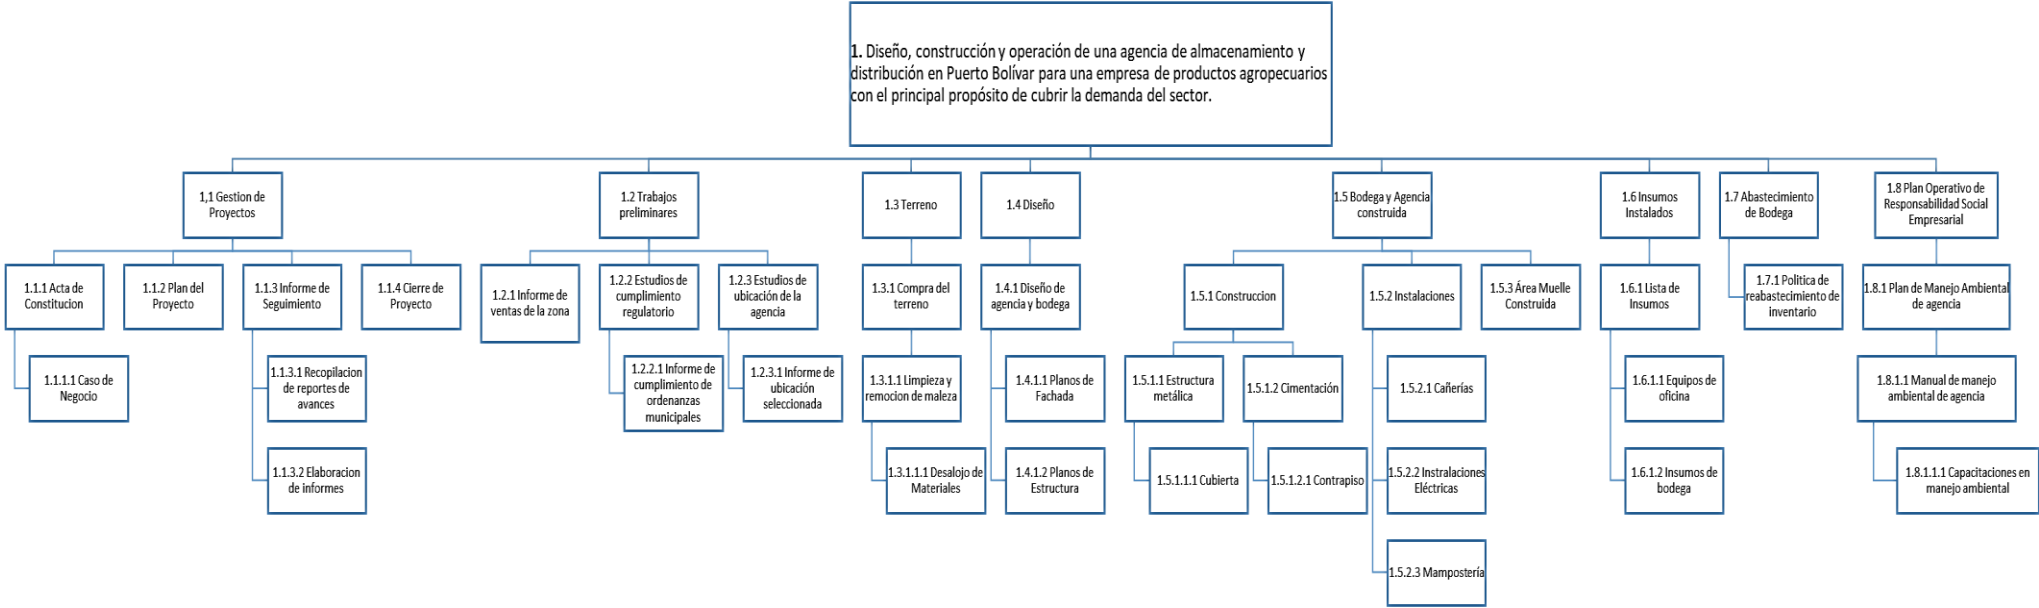 1. Diseño, construcción y operación de una agencia de almacenamiento y
distribución en Puerto Bolívar para una empresa de productos agropecuarios
con el principal propósito de cubrir la demanda del sector.
1,1 Gestion de
Proyectos
1.2 Trabajos
preliminares
1.3 Terreno
1.4 Diseño
1.5 Bodega y Agencia
construida
1.6 Insumos
Instalados
1.7 Abastecimiento
de Bodega
1.8 Plan Operativo de
Responsabilidad Social
Empresarial
1.1.1 Acta de
Constitucion
1.1.2 Plan del
Proyecto
1.1.3 Informe de
Seguimiento
1.1.4 Cierre de
Proyecto
1.2.1 Informe de
ventas de la zona
1.2.2 Estudios de
cumplimiento
regulatorio
1.2.3 Estudios de
ubicación de la
agencia
1.3.1 Compra del
terreno
1.4.1 Diseño de
agencia y bodega
1.5.1 Construccion
1.5.2 Instalaciones
1.5.3 Área Muelle
Construida
1.6.1 Lista de
Insumos
1.7.1 Politica de
reabastecimiento de
inventario
1.8.1 Plan de Manejo Ambiental
de agencia
1.1.1.1 Caso de
Negocio
1.1.3.1 Recopilacion
de reportes de
avances
1.2.2.1 Informe de
cumplimiento de
ordenanzas
municipales
1.2.3.1 Informe de
ubicación
seleccionada
1.3.1.1 Limpieza y
remocion de maleza
1.4.1.1 Planos de
Fachada
1.5.1.1 Estructura
metálica
1.5.1.2 Cimentación
1.5.2.1 Cañerías
1.6.1.1 Equipos de
oficina
1.8.1.1 Manual de manejo
ambiental de agencia
1.1.3.2 Elaboracion
de informes
1.3.1.1.1 Desalojo de
Materiales
1.4.1.2 Planos de
Estructura
1.5.1.1.1 Cubierta
1.5.1.2.1 Contrapiso
1.5.2.2 Instralaciones
Eléctricas
1.6.1.2 Insumos de
bodega
1.8.1.1.1 Capacitaciones en
manejo ambiental
1.5.2.3 Mampostería